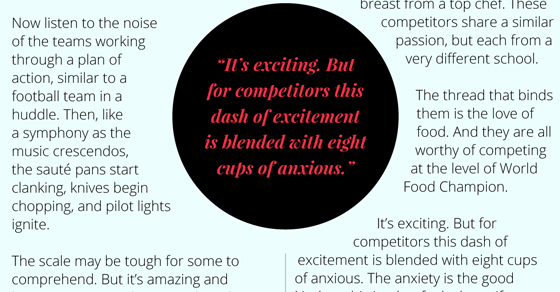 Now listen to the noise
of the teams working
through a plan of
action, similar to a
football team in a
huddle. Then, like
a symphony as the
music crescendos,
the sauté pans start
clanking, knives begin
chopping, and pilot lights
ignite.
The scale may be tough for some to
comprehend. But it's amazing and
“It's exciting. But
for competitors this
dash of excitement
is blended with eight
cups of anxious.”
breast from a top chef. These
competitors share a similar
passion, but each from a
very different school.
The thread that binds
them is the love of
food. And they are all
worthy of competing
at the level of World
Food Champion.
It's exciting. But for
competitors this dash of
excitement is blended with eight cups
of anxious. The anxiety is the good